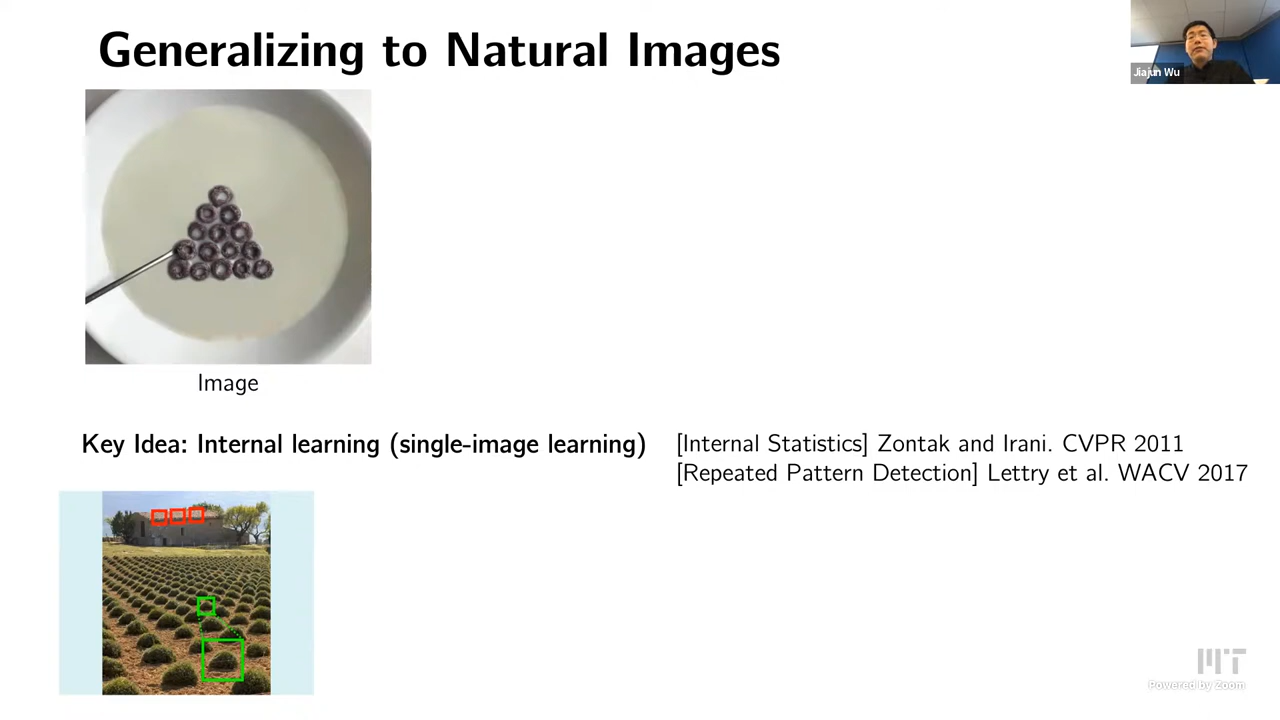 Generalizing to Natural Images
Jiajun Wu
Image
Key Idea: Internal learning (single-image learning)
[Internal Statistics] Zontak and Irani. CVPR 2011
[Repeated Pattern Detection] Lettry et al. WACV 2017
MIT
Powered by Zoom